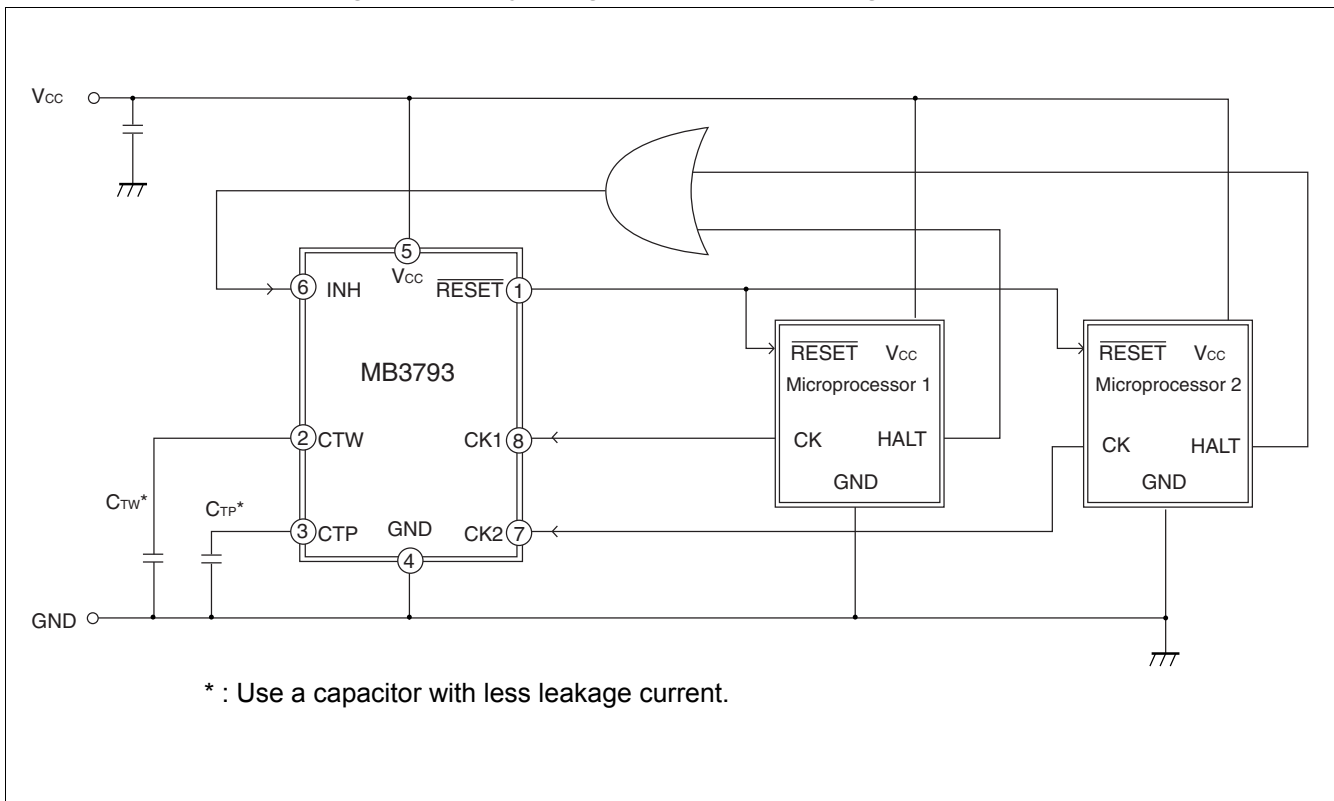 Vcc
5
Vcc
6
INH
RESET
1
MB3793
RESET
Vcc
Microprocessor 1
RESET
Vcc
Microprocessor 2
2
CTW
CK1
8
CK
HALT
CK
HALT
GND
GND
CTW*
CTP*
3
CTP
GND
CK2
7
4
GND
* : Use a capacitor with less leakage current.